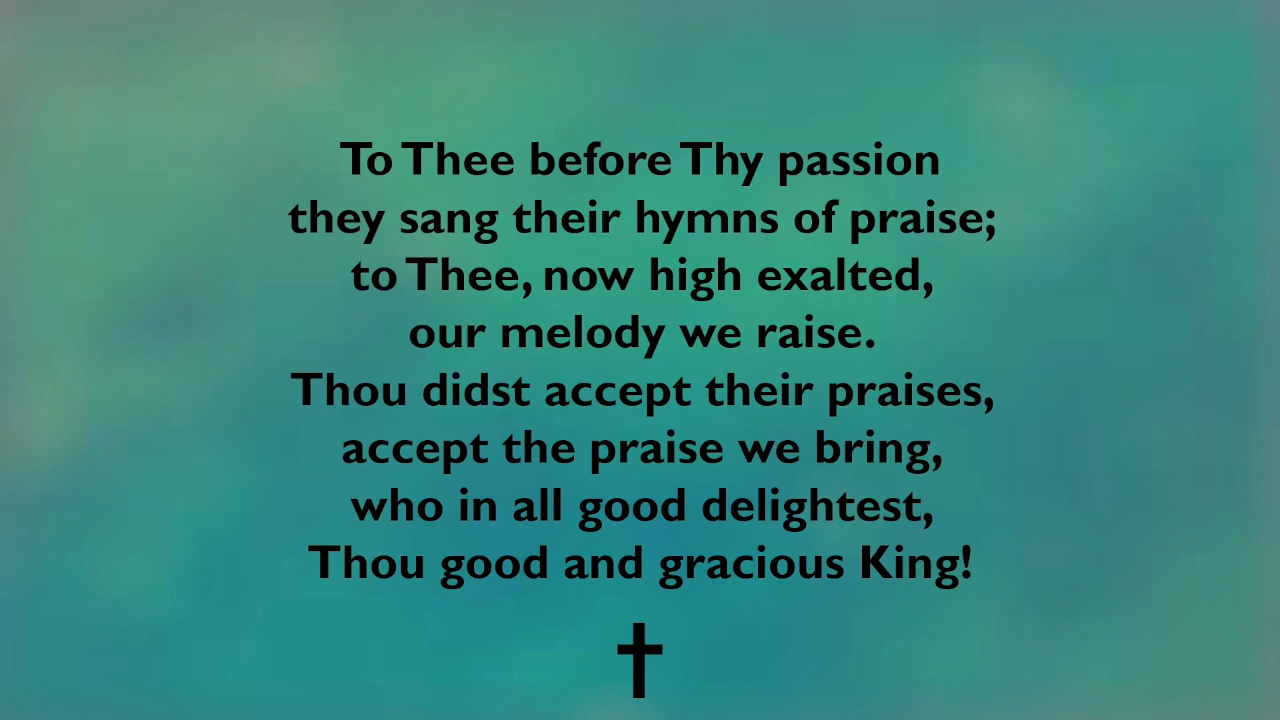 To Thee before Thy passion
they sang their hymns of praise;
to Thee, now high exalted,
our melody we raise.
Thou didst accept their praises,
accept the praise we bring,
who in all good delightest,
Thou good and gracious King!